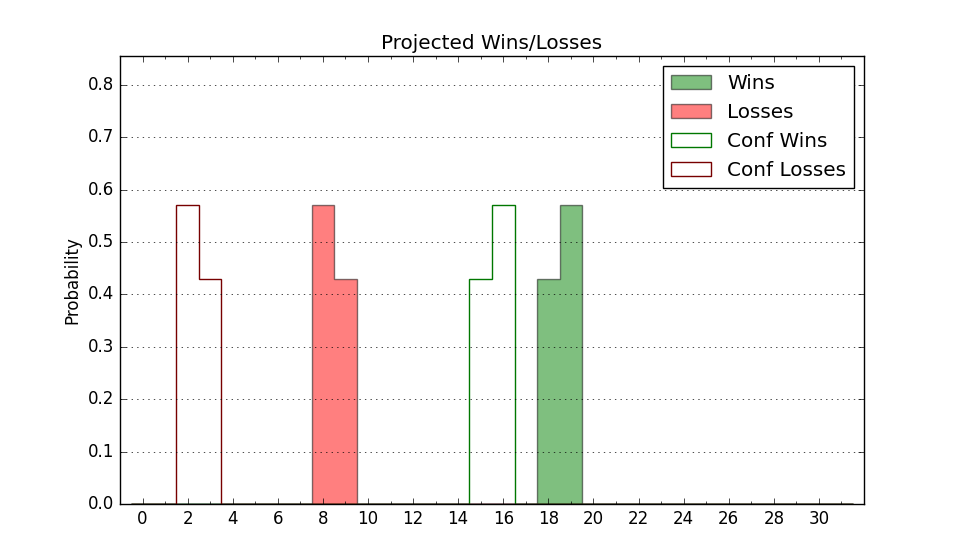 Projected Wins/Losses
Probability
0.8
0.7
0.6
0.5
0.4
0.3
0.2
0.1
0.0
0 2 4 6 8 10 12 14 16 18 20 22 24 26 28 30
Wins
Losses
Conf Wins
Conf Losses